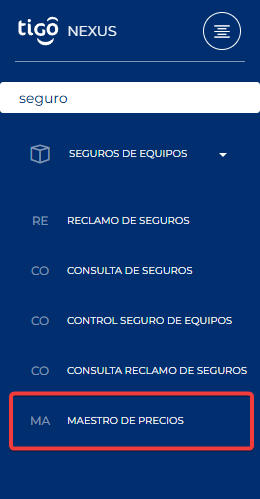 tigo NEXUS
seguro
SEGUROS DE EQUIPOS
RE RECLAMO DE SEGUROS
CO CONSULTA DE SEGUROS
CO CONTROL SEGURO DE EQUIPOS
CO CONSULTA RECLAMO DE SEGUROS
MA MAESTRO DE PRECIOS